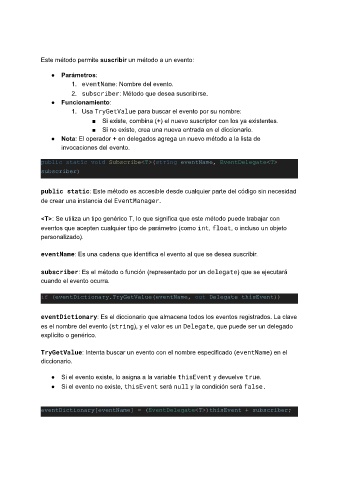 Este método permite suscribir un método a un evento:
● Parámetros:
1. eventName: Nombre del evento.
2. subscriber: Método que desea suscribirse.
● Funcionamiento:
1. Usa TryGetValue para buscar el evento por su nombre:
■ Si existe, combina (+) el nuevo suscriptor con los ya existentes.
■ Si no existe, crea una nueva entrada en el diccionario.
● Nota: El operador + en delegados agrega un nuevo método a la lista de
invocaciones del evento.
public static void Subscribe<T>(string eventName, EventDelegate<T>
subscriber)
public static: Este método es accesible desde cualquier parte del código sin necesidad
de crear una instancia del EventManager.
<T>: Se utiliza un tipo genérico T, lo que significa que este método puede trabajar con
eventos que acepten cualquier tipo de parámetro (como int, float, o incluso un objeto
personalizado).
eventName: Es una cadena que identifica el evento al que se desea suscribir.
subscriber: Es el método o función (representado por un delegate) que se ejecutará
cuando el evento ocurra.
if (eventDictionary.TryGetValue(eventName, out Delegate thisEvent))
eventDictionary: Es el diccionario que almacena todos los eventos registrados. La clave
es el nombre del evento (string), y el valor es un Delegate, que puede ser un delegado
explícito o genérico.
TryGetValue: Intenta buscar un evento con el nombre especificado (eventName) en el
diccionario.
● Si el evento existe, lo asigna a la variable thisEvent y devuelve true.
● Si el evento no existe, thisEvent será null y la condición será false.
eventDictionary[eventName] = (EventDelegate<T>)thisEvent + subscriber;